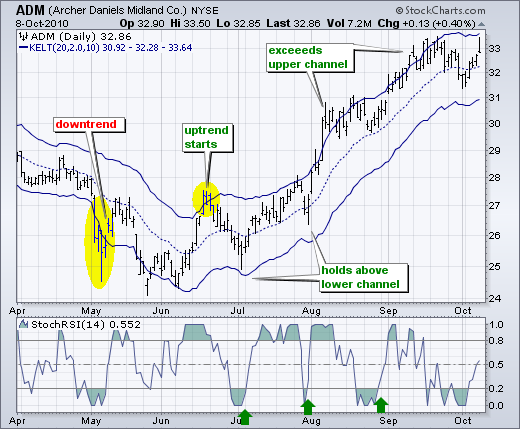 ADM (Archer Daniels Midland Co.) NYSE
© StockCharts.com
8-Oct-2010
Op 32.90 Hi 33.50 Lo 32.85 Last 32.86 Vol 7.2M Chg +0.13 (+0.40%)
ADM (Daily) 32.86
KELT(20,2.0,10) 30.92 - 32.28 - 33.64
exceeeds
upper channel
downtrend
uptrend
starts
holds above
lower channel
33
32
31
30
29
28
27
26
25
24
Apr May Jun Jul Aug Sep Oct
StochRSI(14) 0.552
1.0
0.8
0.5
0.2
0.0
Apr May Jun Jul Aug Sep Oct